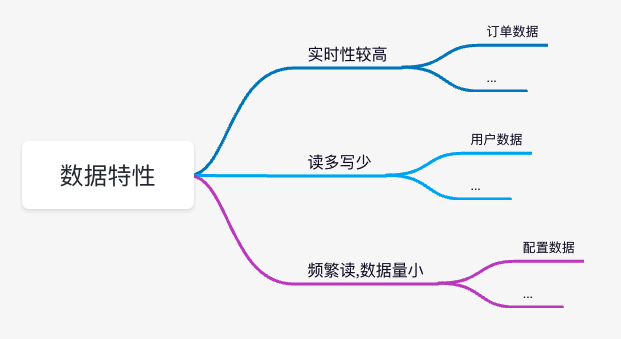 数据特性
实时性较高
订单数据
...
读多写少
用户数据
...
频繁读,数据量小
配置数据
...